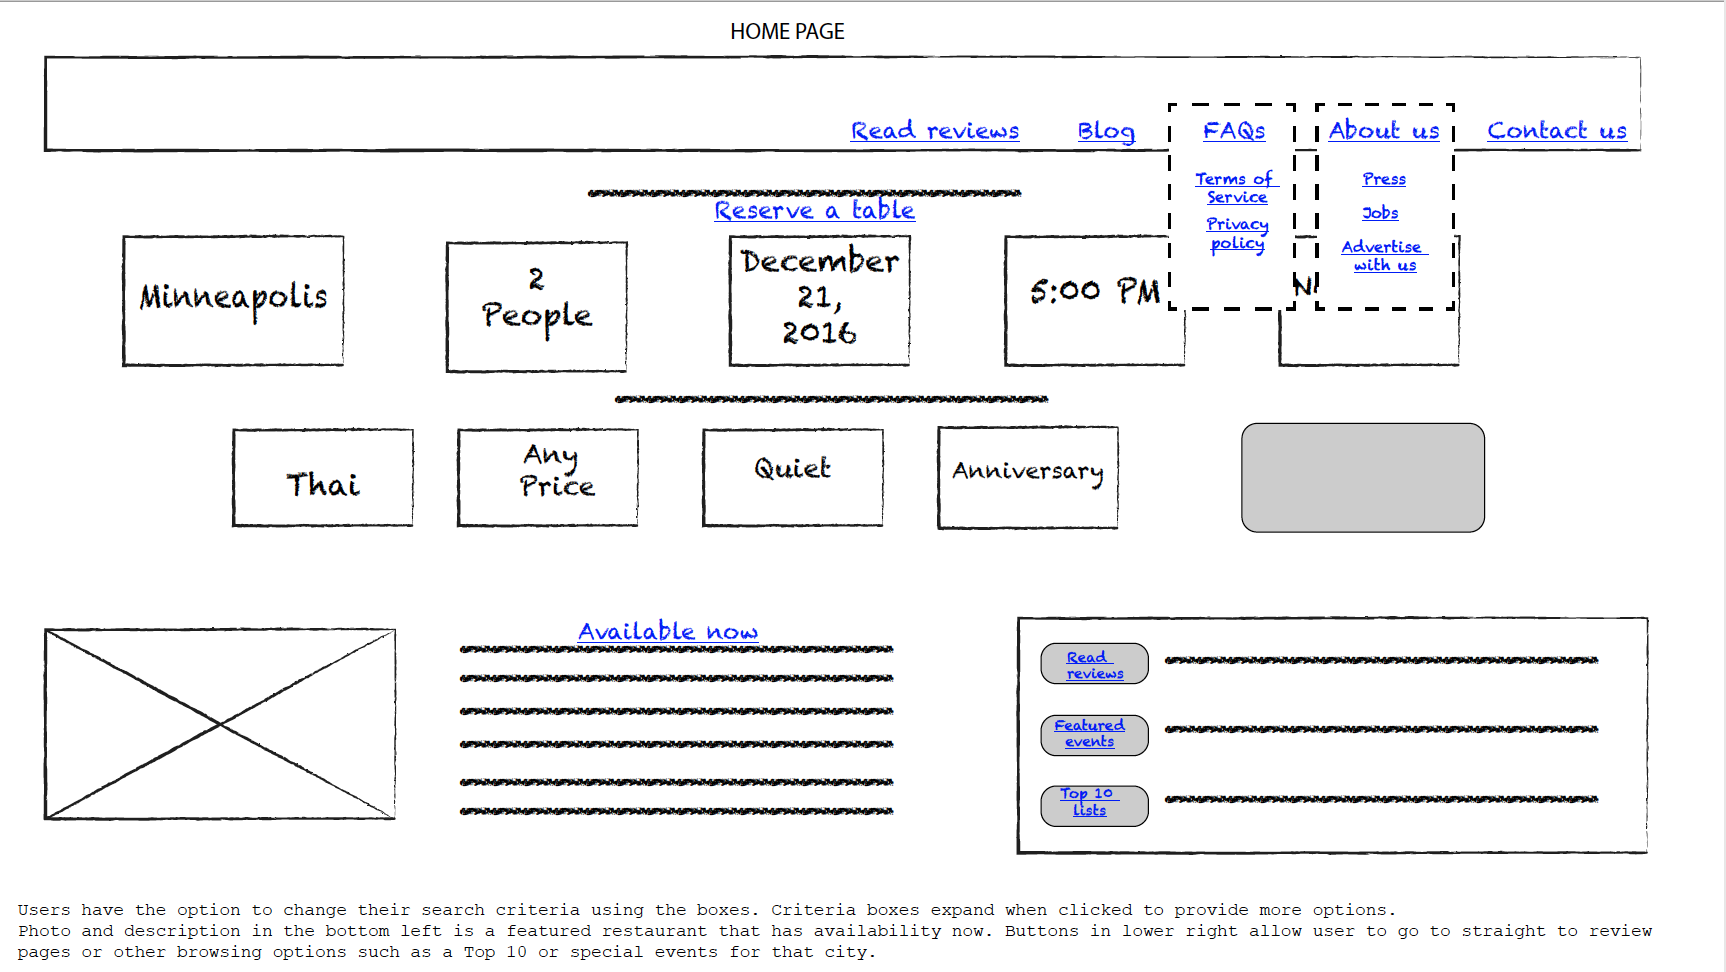 HOME PAGE
Read reviews
Blog
FAQs
About us
Contact us
Terms of
Service
Privacy
policy
Press
Jobs
Advertise
with us
Reserve a table
Minneapolis
2
People
December
21,
2016
5:00 PM
Thai
Any
Price
Quiet
Anniversary
Available now
Read
reviews
Featured
events
Top 10
lists
Users have the option to change their search criteria using the boxes. Criteria boxes expand when clicked to provide more options.
Photo and description in the bottom left is a featured restaurant that has availability now. Buttons in lower right allow user to go to straight to review
pages or other browsing options such as a Top 10 or special events for that city.